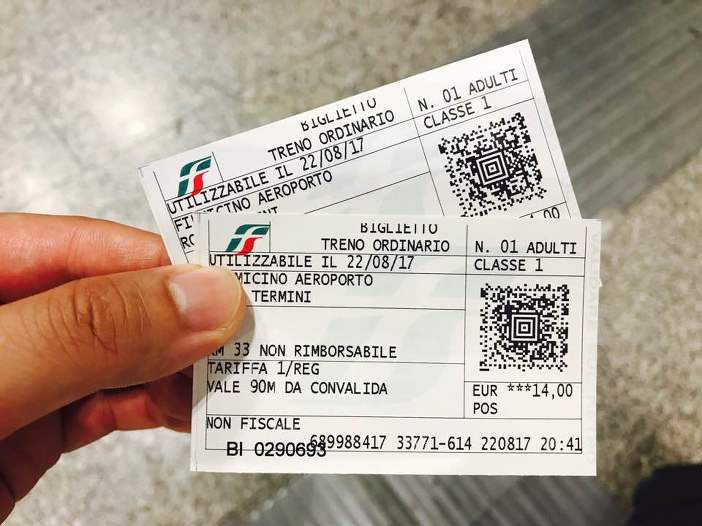 BIGLIETTO
TRENO ORDINARIO
N. 01 ADULTI
CLASSE 1
UTILIZZABILE IL 22/08/17
FIUMICINO AEROPORTO
,00
BIGLIETTO
TRENO ORDINARIO
N. 01 ADULTI
UTILIZZABILE IL 22/08/17
CLASSE 1
MICINO AEROPORTO
TERMINI
KM 33 NON RIMBORSABILE
TARIFFA 1/REG
VALE 90M DA CONVALIDA
EUR ***14,00
POS
NON FISCALE
BI 0290693
689988417 33771-614 220817 20:41